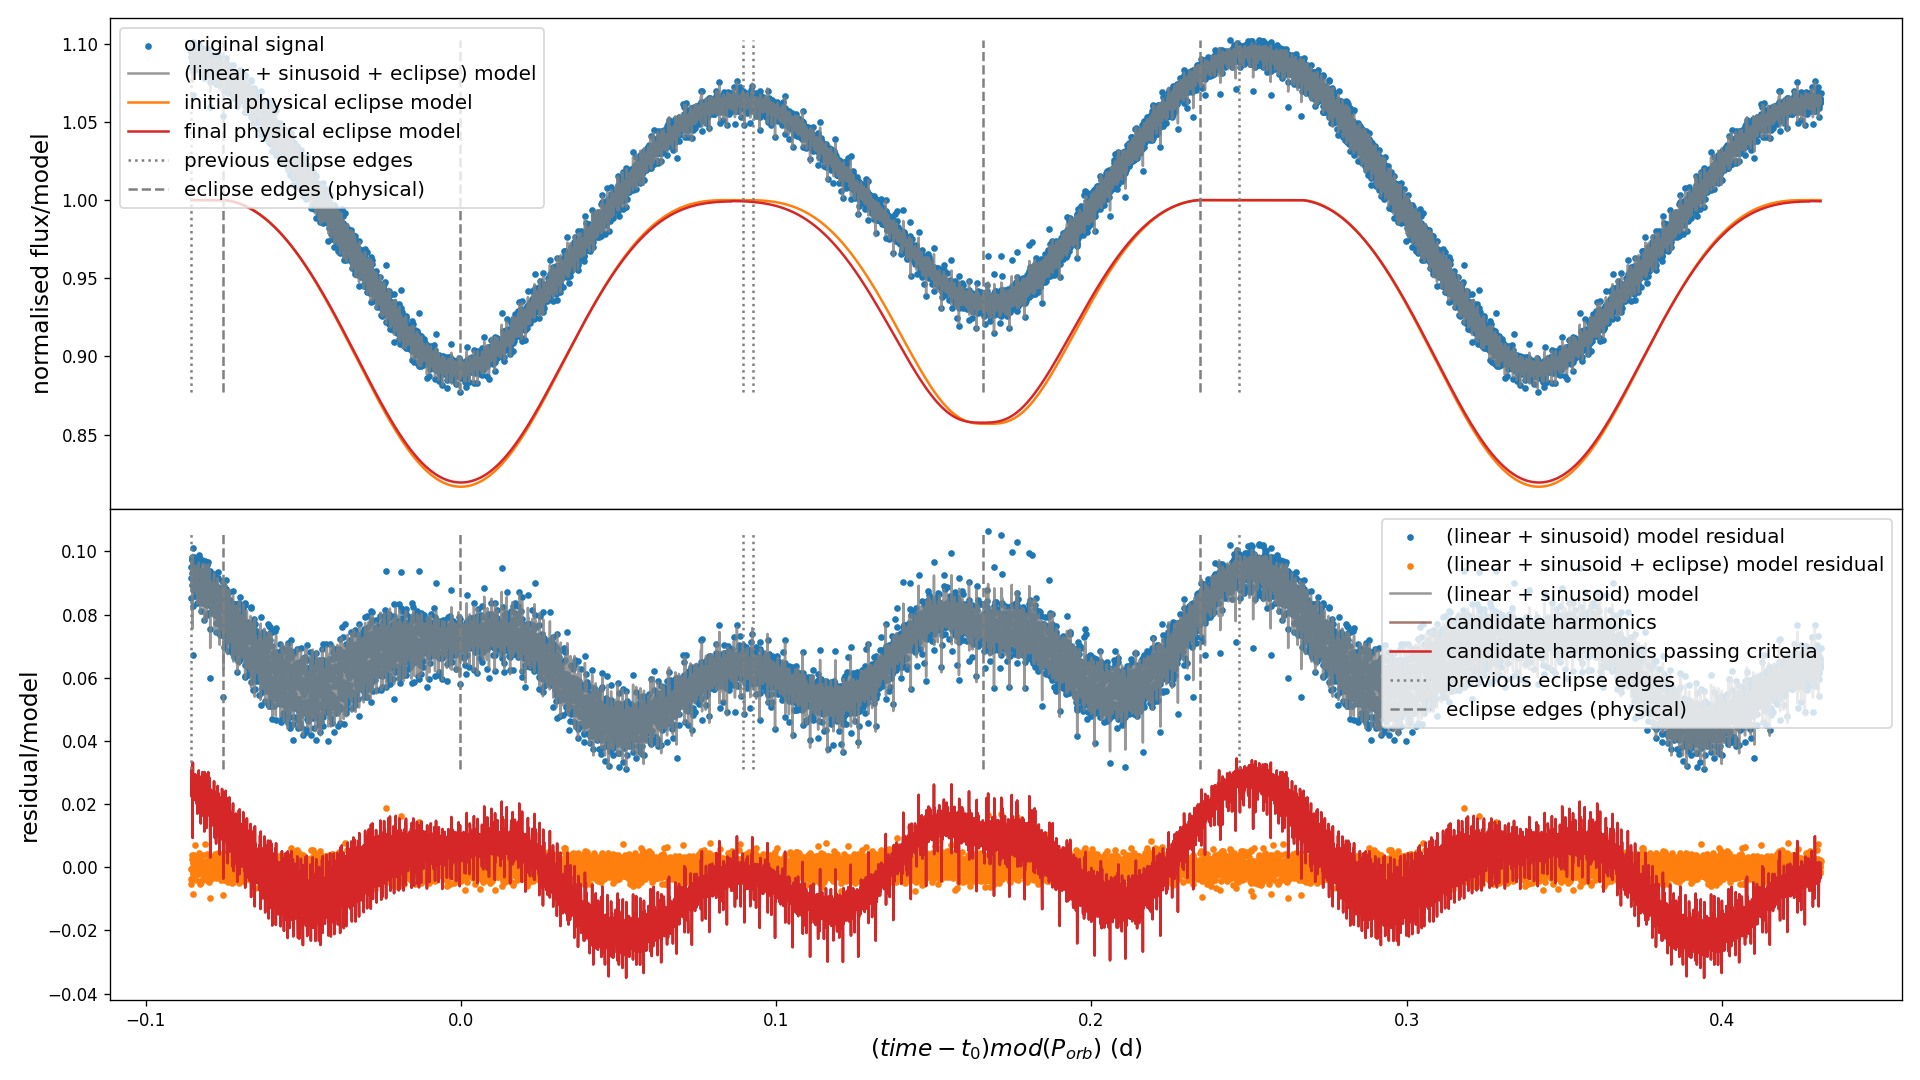 normalised flux/model
1.10
1.05
1.00
0.95
0.90
0.85
original signal
(linear + sinusoid + eclipse) model
initial physical eclipse model
final physical eclipse model
previous eclipse edges
eclipse edges (physical)
residual/model
0.10
0.08
0.06
0.04
0.02
0.00
−0.02
−0.04
(linear + sinusoid) model residual
(linear + sinusoid + eclipse) model residual
(linear + sinusoid) model
candidate harmonics
candidate harmonics passing criteria
previous eclipse edges
eclipse edges (physical)
−0.1
0.0
0.1
0.2
0.3
0.4
(time − t₀)mod(P_orb) (d)